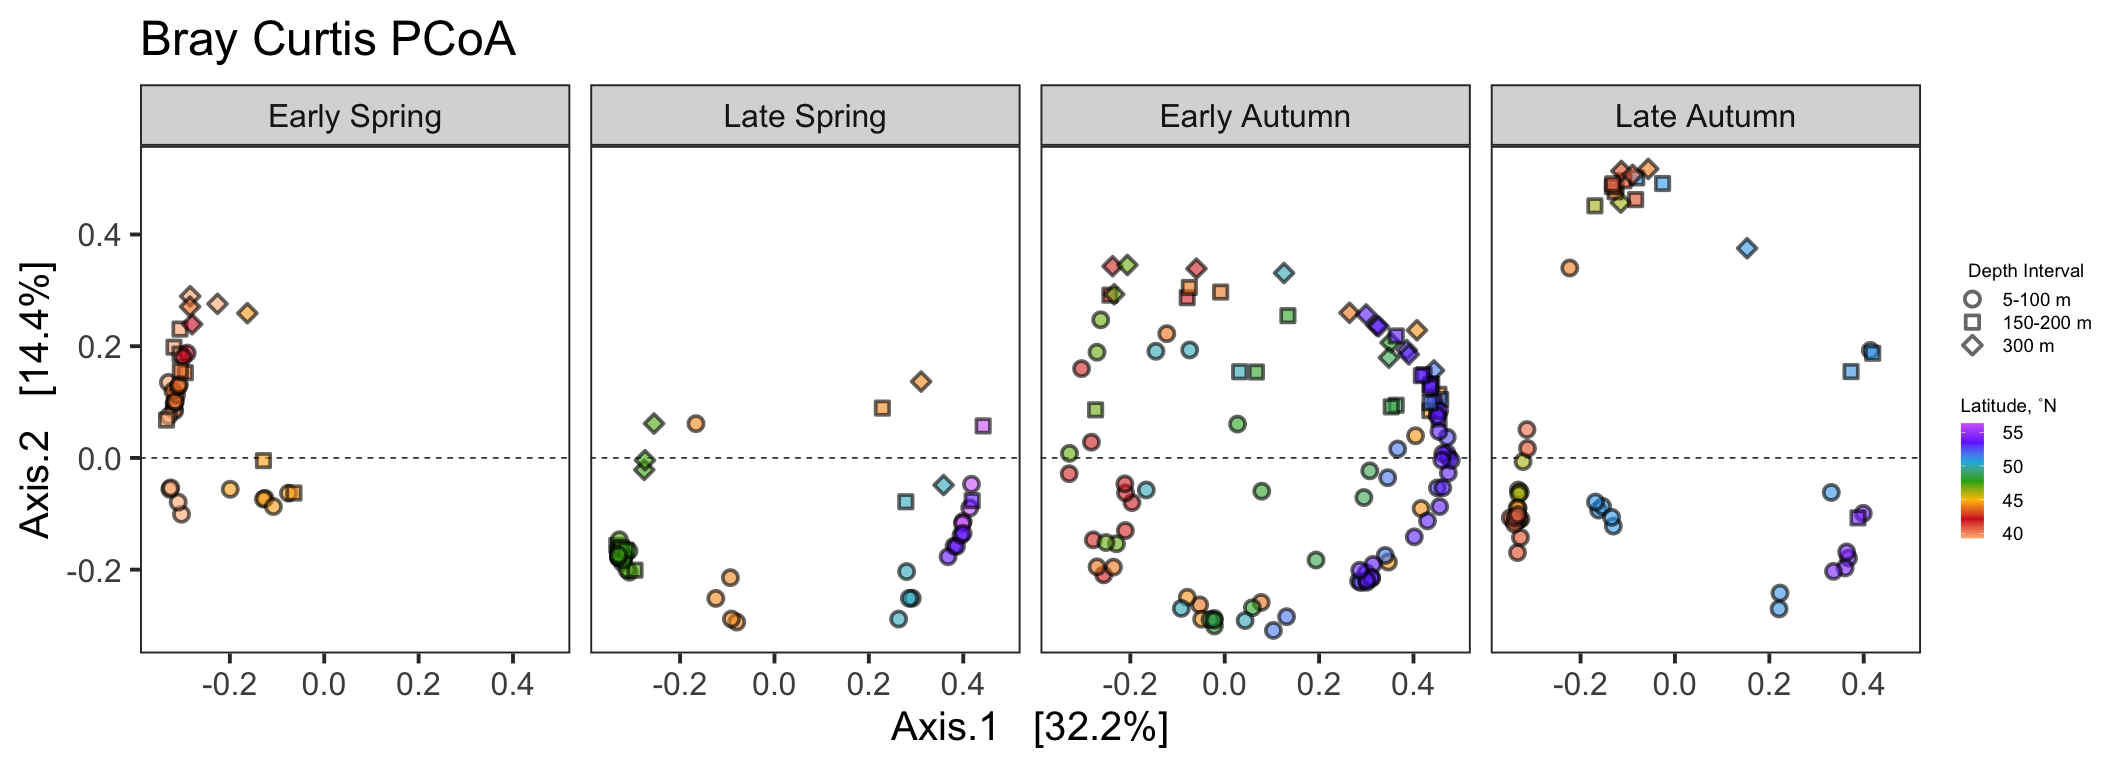 Bray Curtis PCoA
Early Spring
Late Spring
Early Autumn
Late Autumn
Axis.2 [14.4%]
0.4
0.2
0.0
-0.2
-0.2 0.0 0.2 0.4
-0.2 0.0 0.2 0.4
-0.2 0.0 0.2 0.4
-0.2 0.0 0.2 0.4
Axis.1 [32.2%]
Depth Interval
5-100 m
150-200 m
300 m
Latitude, °N
55
50
45
40